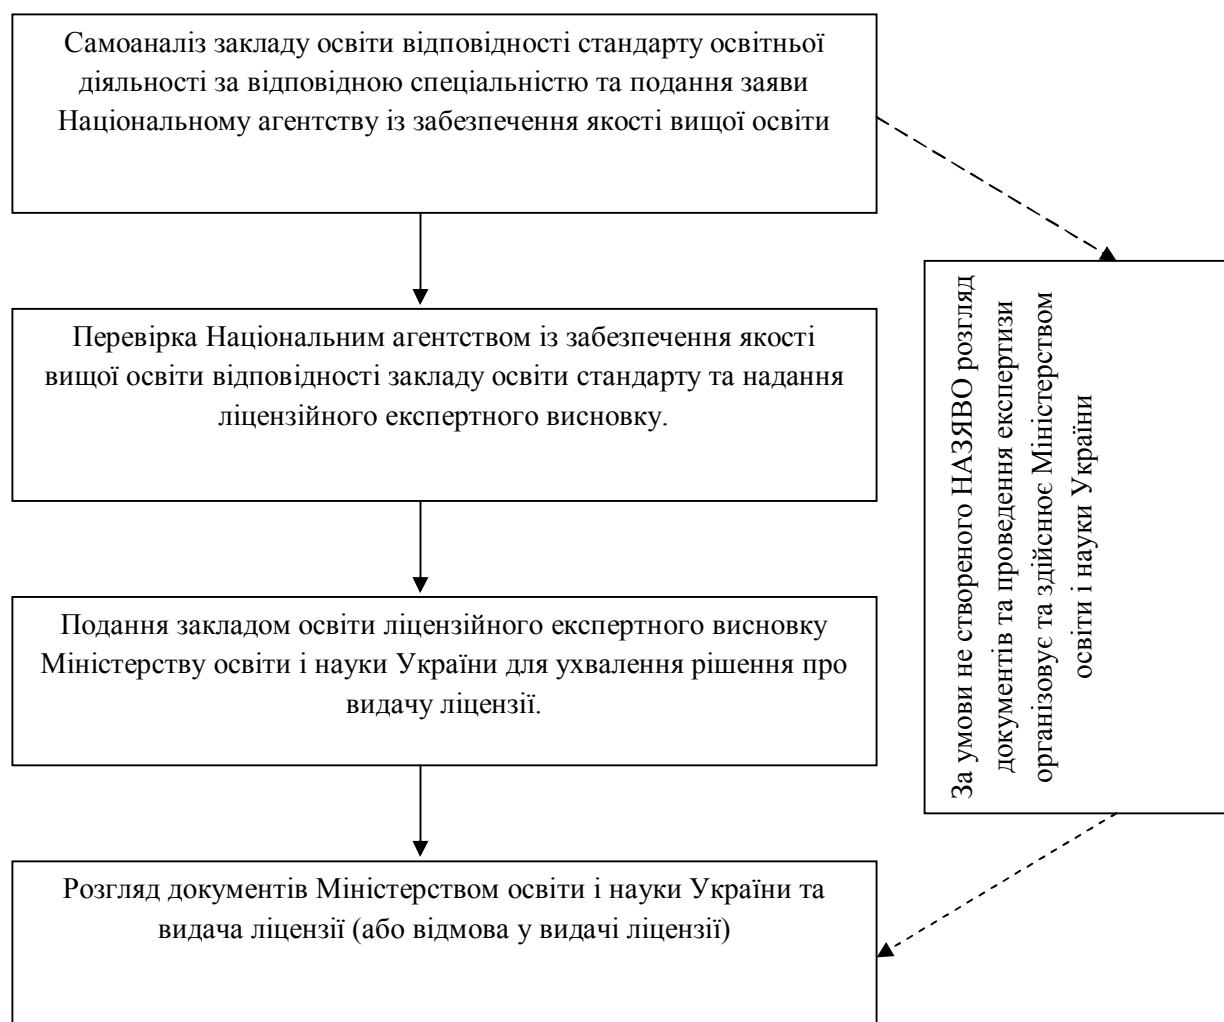 Самоаналіз закладу освіти відповідності стандарту освітньої
діяльності за відповідною спеціальністю та подання заяви
Національному агентству із забезпечення якості вищої освіти
Перевірка Національним агентством із забезпечення якості
вищої освіти відповідності закладу освіти стандарту та надання
ліцензійного експертного висновку.
Подання закладом освіти ліцензійного експертного висновку
Міністерству освіти і науки України для ухвалення рішення про
видачу ліцензії.
Розгляд документів Міністерством освіти і науки України та
видача ліцензії (або відмова у видачі ліцензії)
За умови не створеного НАЗЯВО розгляд
документів та проведення експертизи
організовує та здійснює Міністерством
освіти і науки України